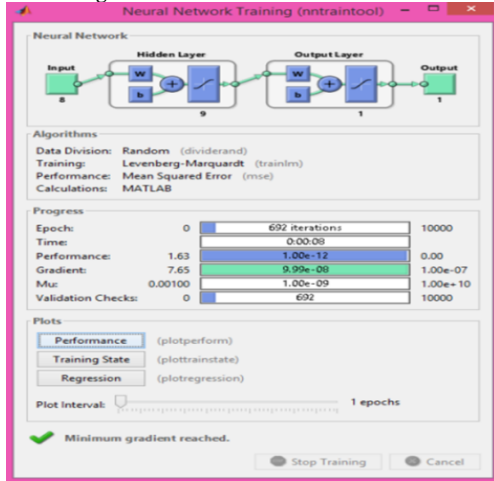 Neural Network Training (nntraintool)
Neural Network
Hidden Layer Output Layer
Input Output
W W
b b
8 9 1 1
Algorithms
Data Division: Random (dividerand)
Training: Levenberg-Marquardt (trainlm)
Performance: Mean Squared Error (mse)
Calculations: MATLAB
Progress
Epoch: 0 692 iterations 10000
Time: 0:00:08
Performance: 1.63 1.00e-12 0.00
Gradient: 7.65 9.99e-08 1.00e-07
Mu: 0.00100 1.00e-09 1.00e+10
Validation Checks: 0 692 10000
Plots
Performance (plotperform)
Training State (plottrainstate)
Regression (plotregression)
Plot Interval: 1 epochs
Minimum gradient reached.
Stop Training Cancel